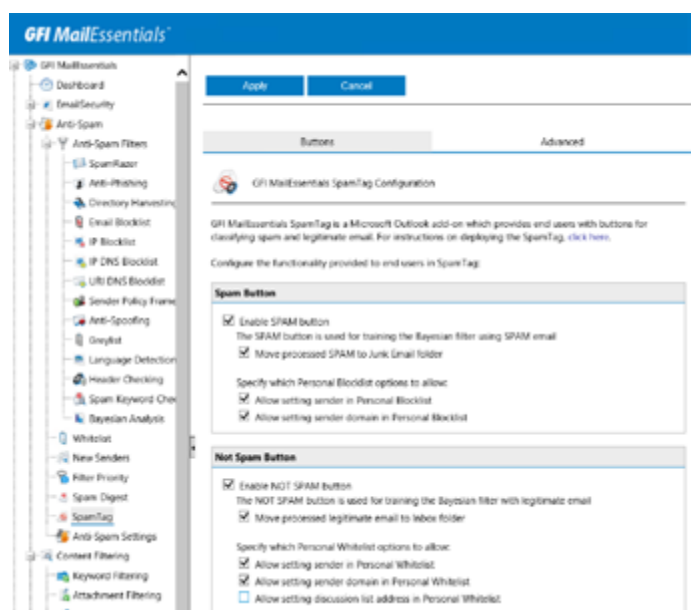 GFI MailEssentials
GFI MailEssentials
Dashboard
EmailSecurity
Anti-Spam
Anti-Spam Filters
SpamRazer
Anti-Phishing
Directory Harvesting
Email Blocklist
IP Blocklist
IP DNS Blocklist
URI DNS Blocklist
Sender Policy Frame
Anti-Spoofing
Greylist
Language Detection
Header Checking
Spam Keyword Chec
Bayesian Analysis
Whitelist
New Senders
Filter Priority
Spam Digest
SpamTag
Anti-Spam Settings
Content Filtering
Keyword Filtering
Attachment Filtering
Apply Cancel
Buttons Advanced
GFI MailEssentials SpamTag Configuration
GFI MailEssentials SpamTag is a Microsoft Outlook add-on which provides end users with buttons for
classifying spam and legitimate email. For instructions on deploying the SpamTag, click here.
Configure the functionality provided to end users in SpamTag:
Spam Button
Enable SPAM button
The SPAM button is used for training the Bayesian filter using SPAM email
Move processed SPAM to Junk Email folder
Specify which Personal Blocklist options to allow:
Allow setting sender in Personal Blocklist
Allow setting sender domain in Personal Blocklist
Not Spam Button
Enable NOT SPAM button
The NOT SPAM button is used for training the Bayesian filter with legitimate email
Move processed legitimate email to Inbox folder
Specify which Personal Whitelist options to allow:
Allow setting sender in Personal Whitelist
Allow setting sender domain in Personal Whitelist
Allow setting discussion list address in Personal Whitelist